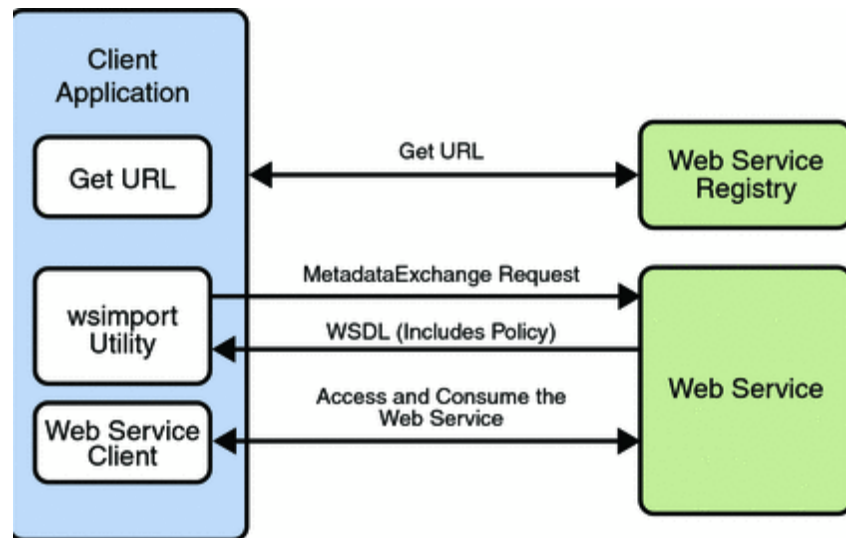 Client
Application
Get URL
Get URL
Web Service
Registry
wsimport
Utility
MetadataExchange Request
WSDL (Includes Policy)
Web Service
Access and Consume the
Web Service
Web Service
Client